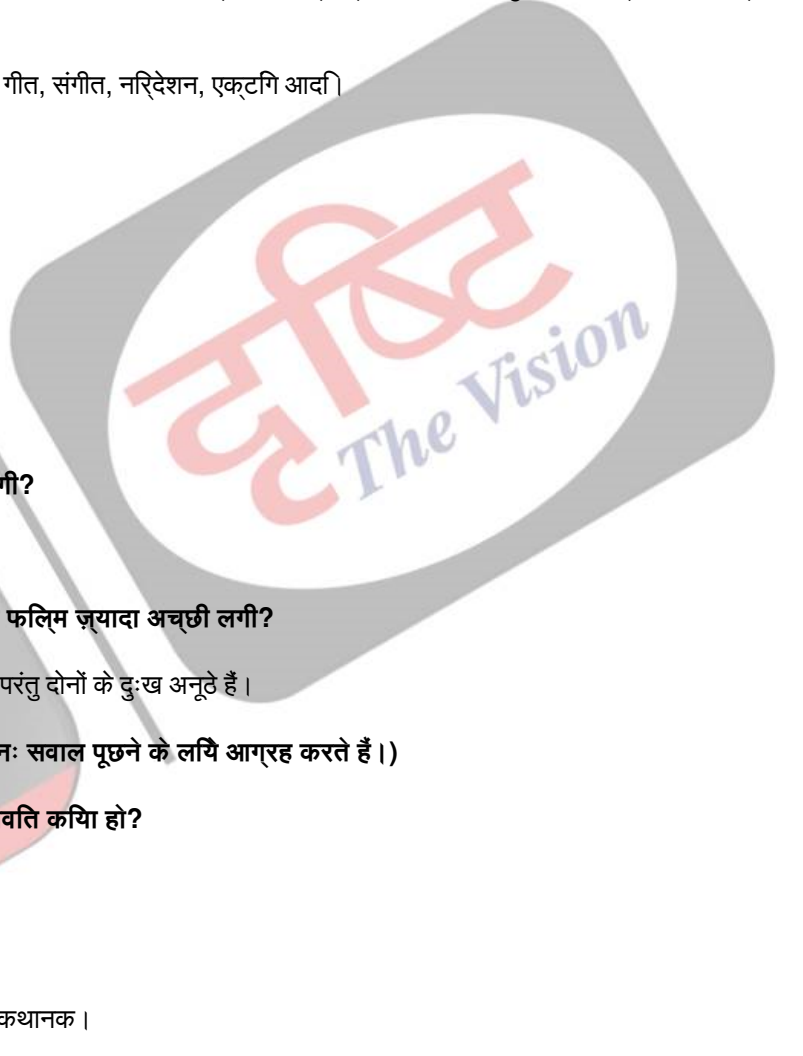 गीत, संगीत, निर्देशन, एक्टिंग आदि।
दृष्टि
The Vision
गी?
फिल्म ज़्यादा अच्छी लगी?
परंतु दोनों के दुःख अनूठे हैं।
नः सवाल पूछने के लिये आग्रह करते हैं।)
वित किया हो?
कथानक।